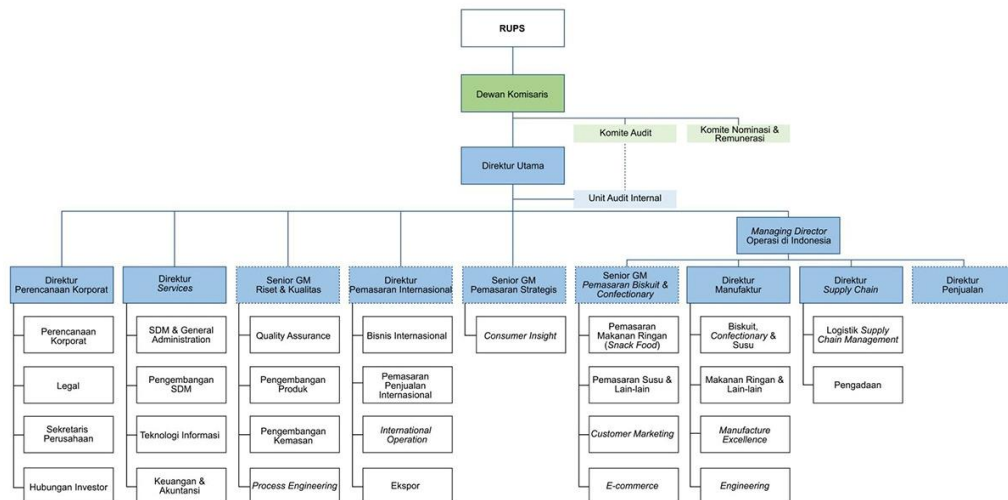 RUPS
Dewan Komisaris
Komite Audit
Komite Nominasi &
Remunerasi
Direktur Utama
Unit Audit Internal
Managing Director
Operasi di Indonesia
Direktur
Perencanaan Korporat
Direktur
Services
Senior GM
Riset & Kualitas
Direktur
Pemasaran Internasional
Senior GM
Pemasaran Strategis
Senior GM
Pemasaran Biskuit &
Confectionary
Direktur
Manufaktur
Direktur
Supply Chain
Direktur
Penjualan
Perencanaan
Korporat
Legal
Sekretaris
Perusahaan
Hubungan Investor
SDM & General
Administration
Pengembangan
SDM
Teknologi Informasi
Keuangan &
Akuntansi
Quality Assurance
Pengembangan
Produk
Pengembangan
Kemasan
Process Engineering
Bisnis Internasional
Pemasaran
Penjualan
Internasional
International
Operation
Ekspor
Consumer Insight
Pemasaran
Makanan Ringan
(Snack Food)
Pemasaran Susu &
Lain-lain
Customer Marketing
E-commerce
Biskuit,
Confectionary &
Susu
Makanan Ringan &
Lain-lain
Manufacture
Excellence
Engineering
Logistik Supply
Chain Management
Pengadaan